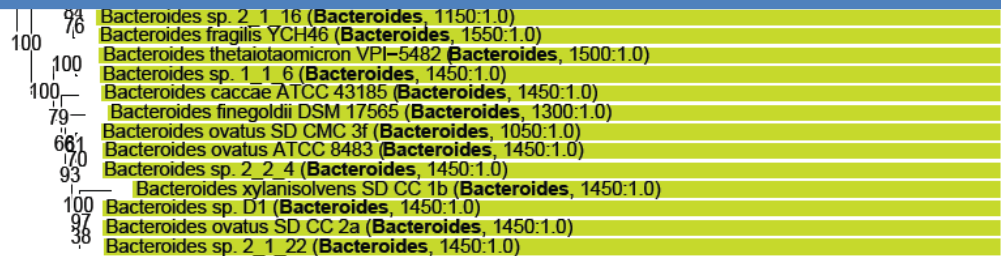 84
Bacteroides sp. 2_1_16 (Bacteroides, 1150:1.0)
76
Bacteroides fragilis YCH46 (Bacteroides, 1550:1.0)
100
Bacteroides thetaiotaomicron VPI−5482 (Bacteroides, 1500:1.0)
100
Bacteroides sp. 1_1_6 (Bacteroides, 1450:1.0)
100
Bacteroides caccae ATCC 43185 (Bacteroides, 1450:1.0)
79
Bacteroides finegoldii DSM 17565 (Bacteroides, 1300:1.0)
Bacteroides ovatus SD CMC 3f (Bacteroides, 1050:1.0)
61
Bacteroides ovatus ATCC 8483 (Bacteroides, 1450:1.0)
70
Bacteroides sp. 2_2_4 (Bacteroides, 1450:1.0)
93
Bacteroides xylanisolvens SD CC 1b (Bacteroides, 1450:1.0)
100
Bacteroides sp. D1 (Bacteroides, 1450:1.0)
97
Bacteroides ovatus SD CC 2a (Bacteroides, 1450:1.0)
38
Bacteroides sp. 2_1_22 (Bacteroides, 1450:1.0)